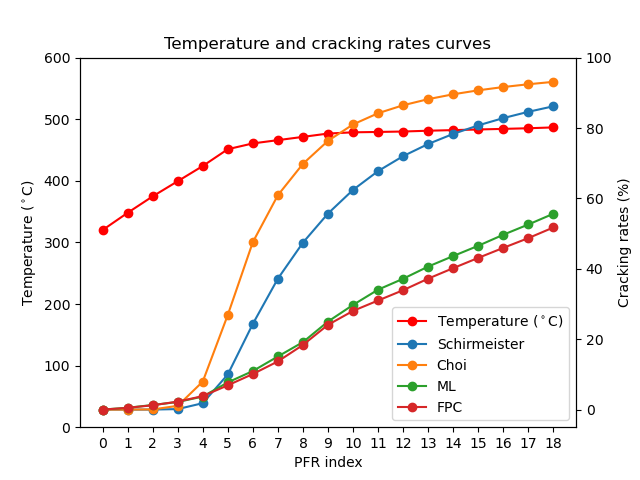 Temperature and cracking rates curves
600
500
400
300
200
100
0
Temperature (°C)
100
80
60
40
20
0
Cracking rates (%)
Temperature (°C)
Schirmeister
Choi
ML
FPC
0 1 2 3 4 5 6 7 8 9 10 11 12 13 14 15 16 17 18
PFR index